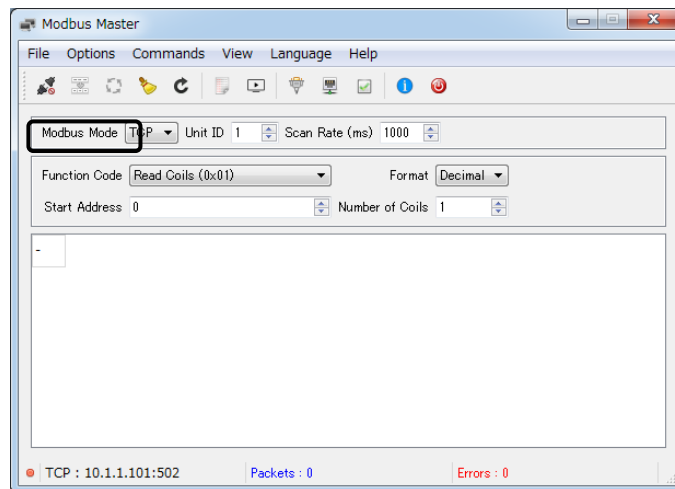 Modbus Master
File Options Commands View Language Help
Modbus Mode TCP Unit ID 1 Scan Rate (ms) 1000
Function Code Read Coils (0x01) Format Decimal
Start Address 0 Number of Coils 1
-
TCP : 10.1.1.101:502 Packets : 0 Errors : 0